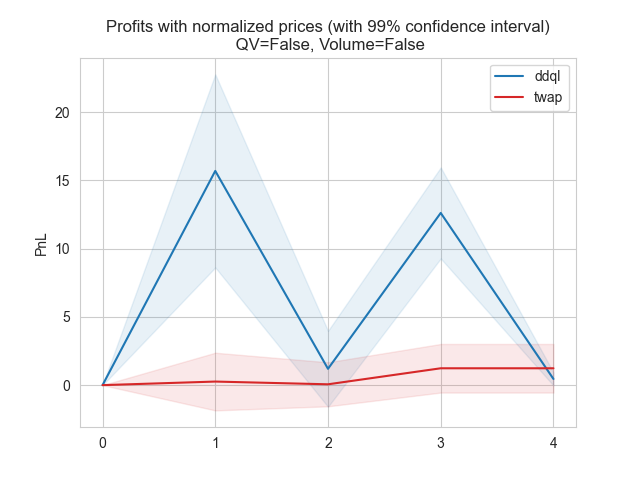 Profits with normalized prices (with 99% confidence interval)
QV=False, Volume=False
ddql
twap
PnL
20
15
10
5
0
0 1 2 3 4